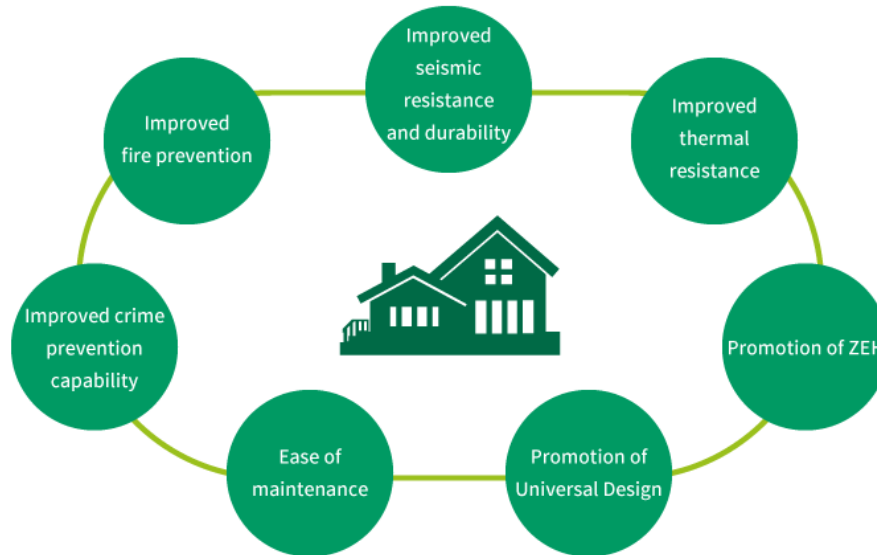 Improved
seismic
resistance
and durability
Improved
thermal
resistance
Promotion of ZEH
Promotion of
Universal Design
Ease of
maintenance
Improved crime
prevention
capability
Improved
fire prevention